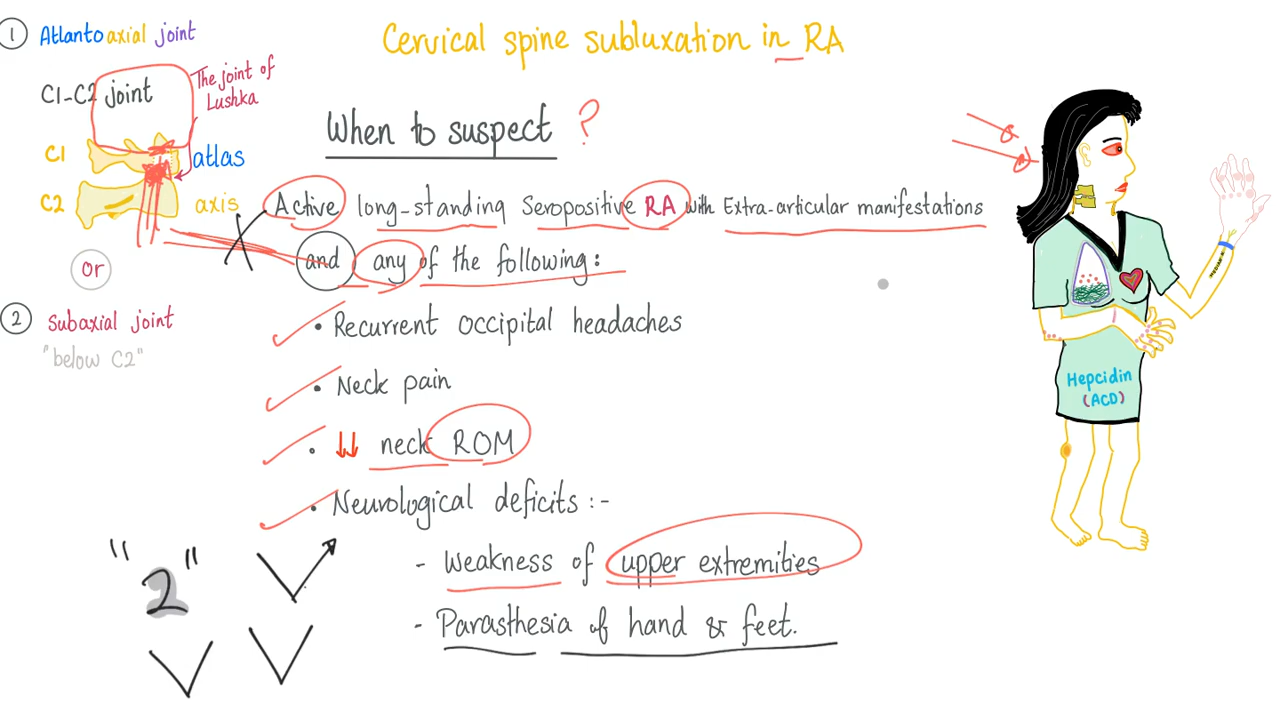 1 Atlantoaxial joint
C1-C2 joint
The joint of
Lushka
C1
atlas
C2
axis
or
2 Subaxial joint
"below C2"
Cervical spine subluxation in RA
When to suspect ?
Active long-standing Seropositive RA with Extra-articular manifestations
and any of the following:
• Recurrent occipital headaches
• Neck pain
• ↓↓ neck ROM
• Neurological deficits :-
- Weakness of upper extremities
- Parasthesia of hand & feet.
"2"
Hepcidin
(ACD)